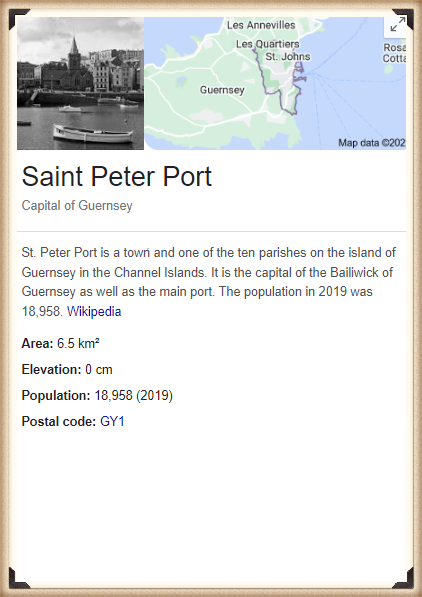 Les Annevilles
Les Quartiers
St. Johns
Rosa
Cotta
Guernsey
Map data ©202
Saint Peter Port
Capital of Guernsey
St. Peter Port is a town and one of the ten parishes on the island of
Guernsey in the Channel Islands. It is the capital of the Bailiwick of
Guernsey as well as the main port. The population in 2019 was
18,958. Wikipedia
Area: 6.5 km²
Elevation: 0 cm
Population: 18,958 (2019)
Postal code: GY1